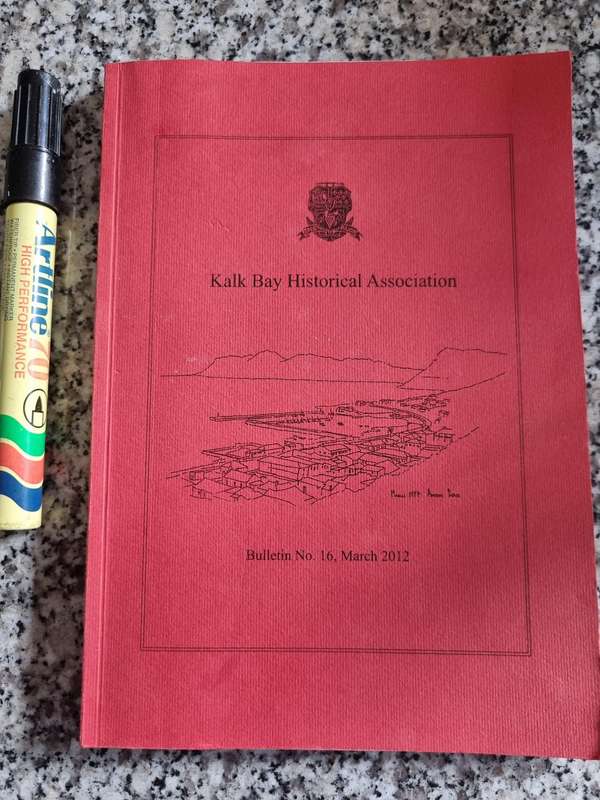 Artline 70
HIGH PERFORMANCE
Kalk Bay Historical Association
Bulletin No. 16, March 2012